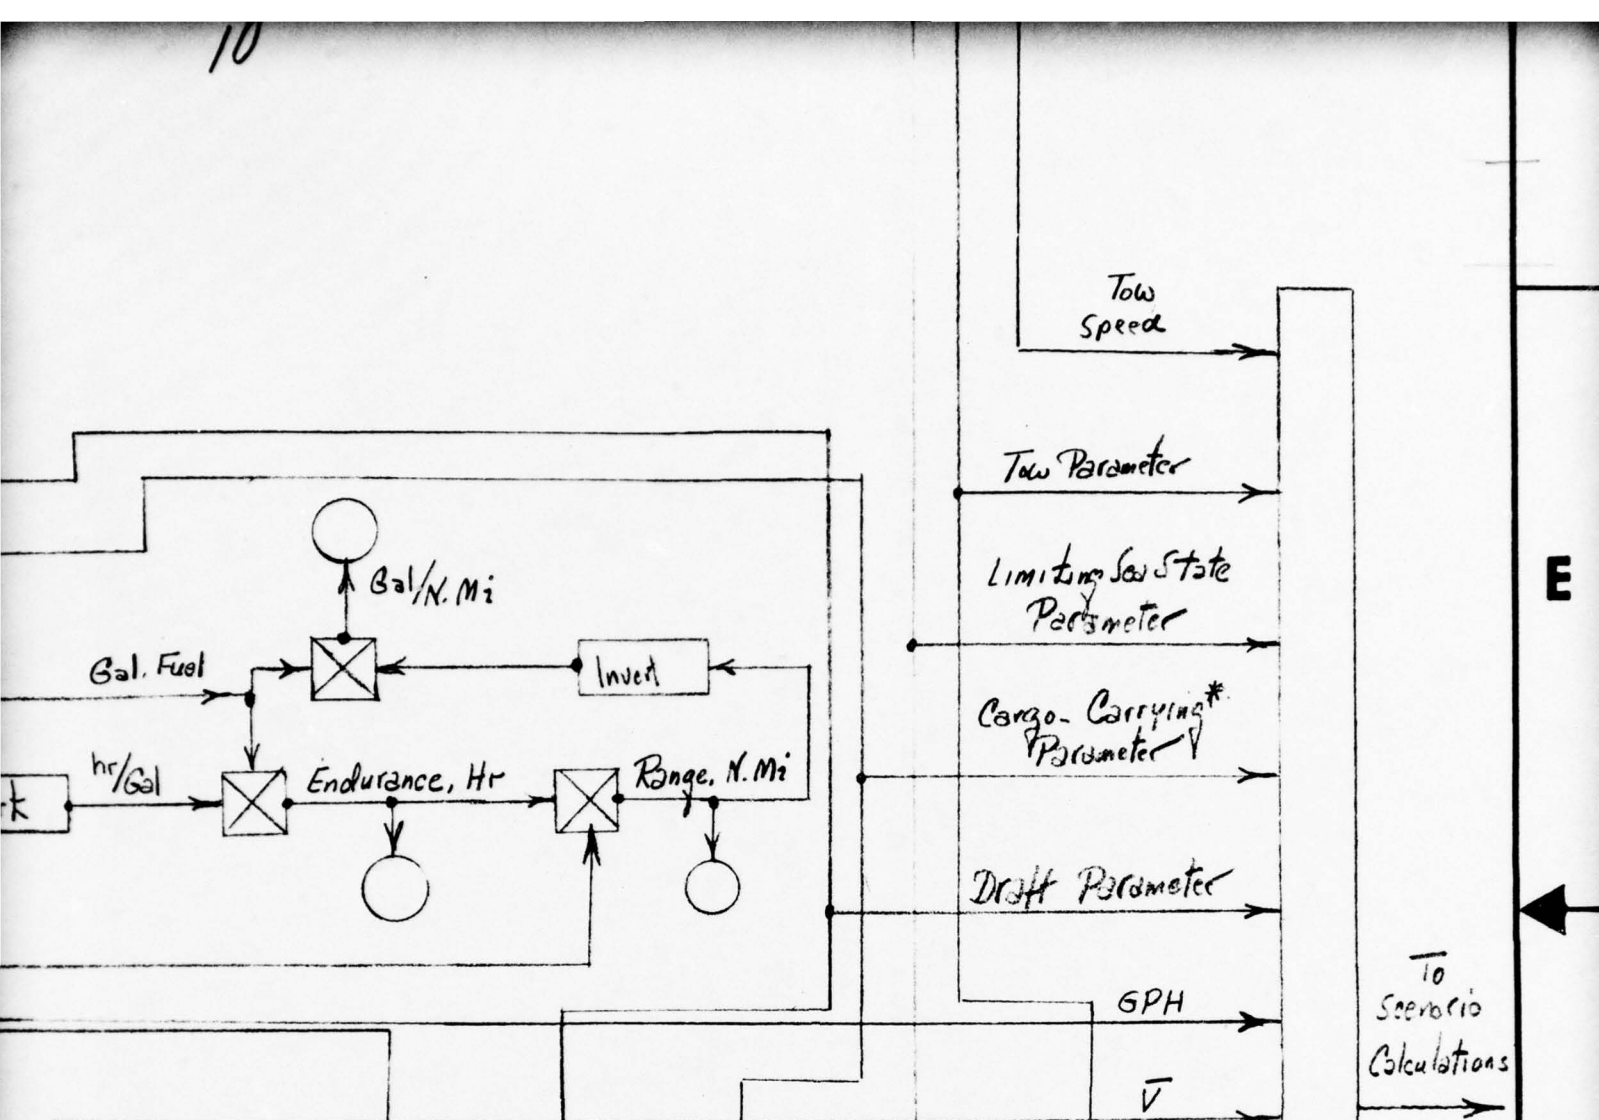 10
Tow
Speed
Tow Parameter
Gal/N.Mi
Limiting Sea State
Parameter
E
Gal. Fuel
Invert
Cargo-Carrying*
Parameter
hr/Gal
Endurance, Hr
Range, N.Mi
Draft Parameter
To
Scenario
Calculations
GPH
V̅